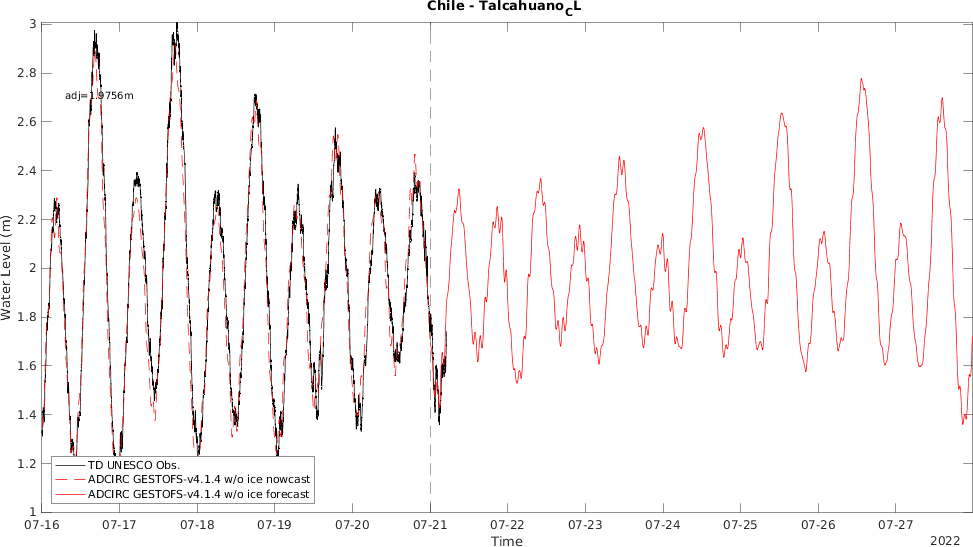 Chile - Talcahuano_CL
3
2.8
adj=1.9756m
2.6
2.4
2.2
2
1.8
1.6
1.4
1.2
1
Water Level (m)
TD UNESCO Obs.
ADCIRC GESTOFS-v4.1.4 w/o ice nowcast
ADCIRC GESTOFS-v4.1.4 w/o ice forecast
07-16 07-17 07-18 07-19 07-20 07-21 07-22 07-23 07-24 07-25 07-26 07-27
Time
2022